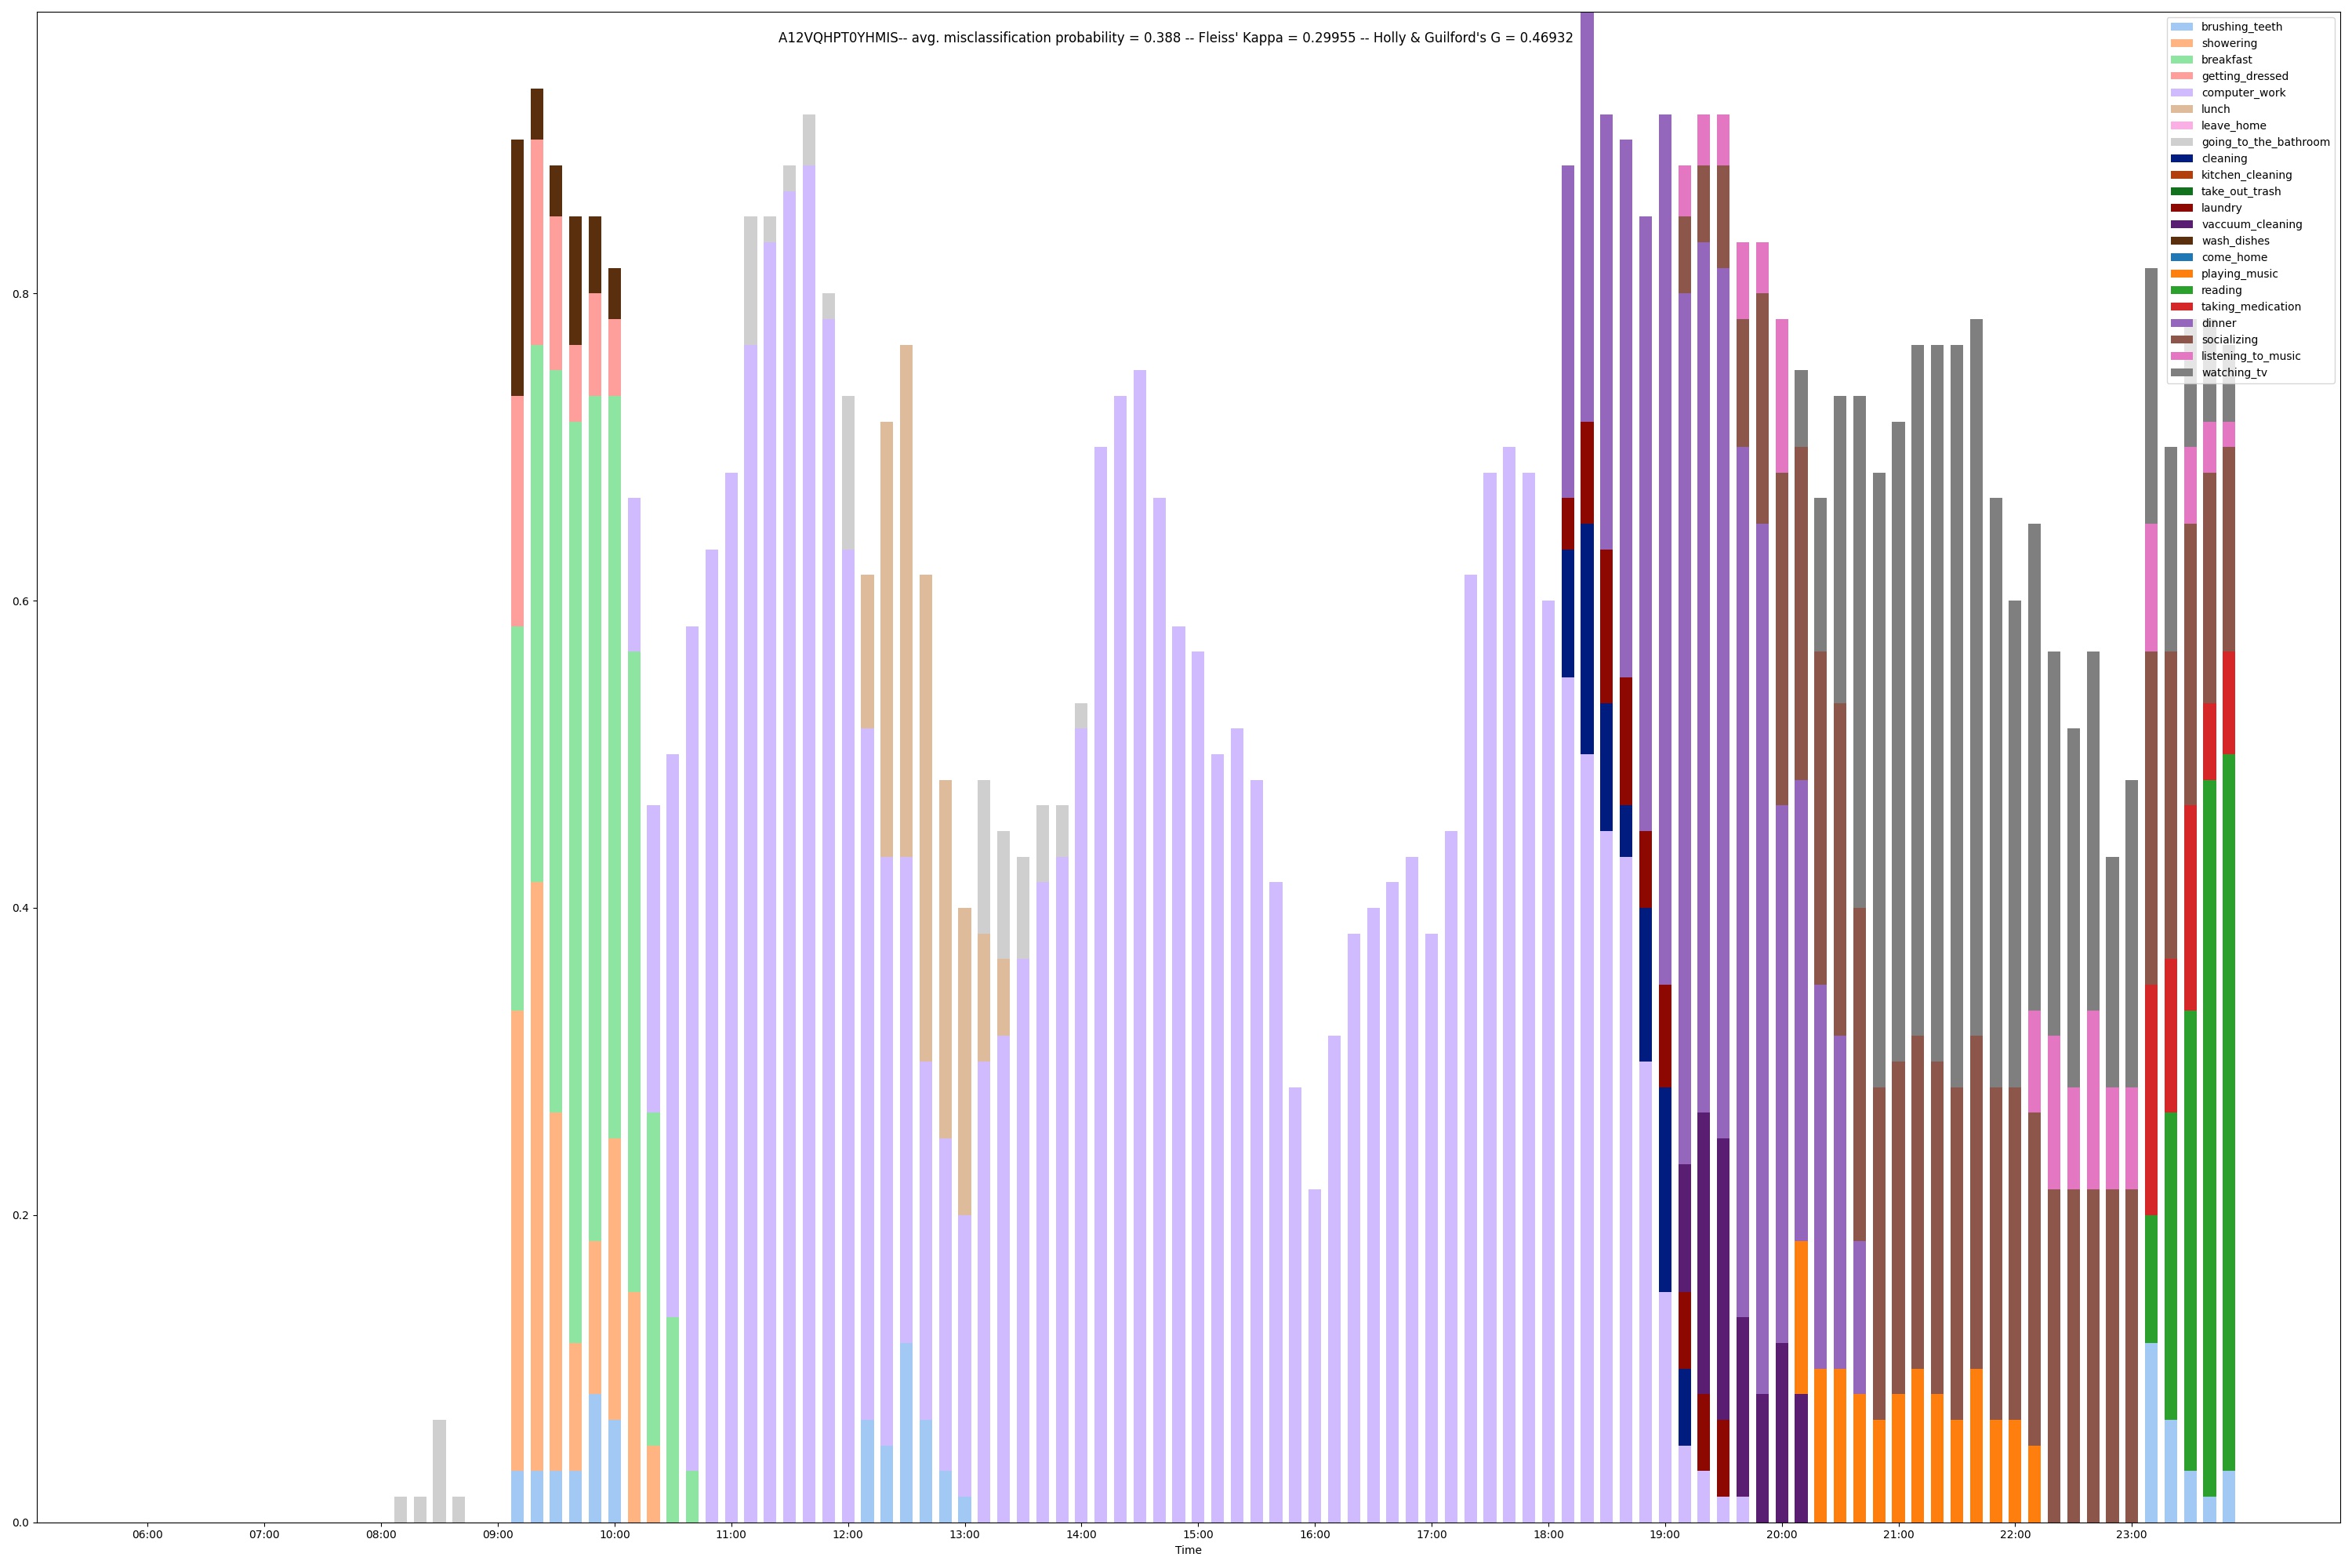 A12VQHPT0YHMIS-- avg. misclassification probability = 0.388 -- Fleiss' Kappa = 0.29955 -- Holly & Guilford's G = 0.46932
brushing_teeth
showering
breakfast
getting_dressed
computer_work
lunch
leave_home
going_to_the_bathroom
cleaning
kitchen_cleaning
take_out_trash
laundry
vaccuum_cleaning
wash_dishes
come_home
playing_music
reading
taking_medication
dinner
socializing
listening_to_music
watching_tv
0.8
0.6
0.4
0.2
0.0
06:00 07:00 08:00 09:00 10:00 11:00 12:00 13:00 14:00 15:00 16:00 17:00 18:00 19:00 20:00 21:00 22:00 23:00
Time